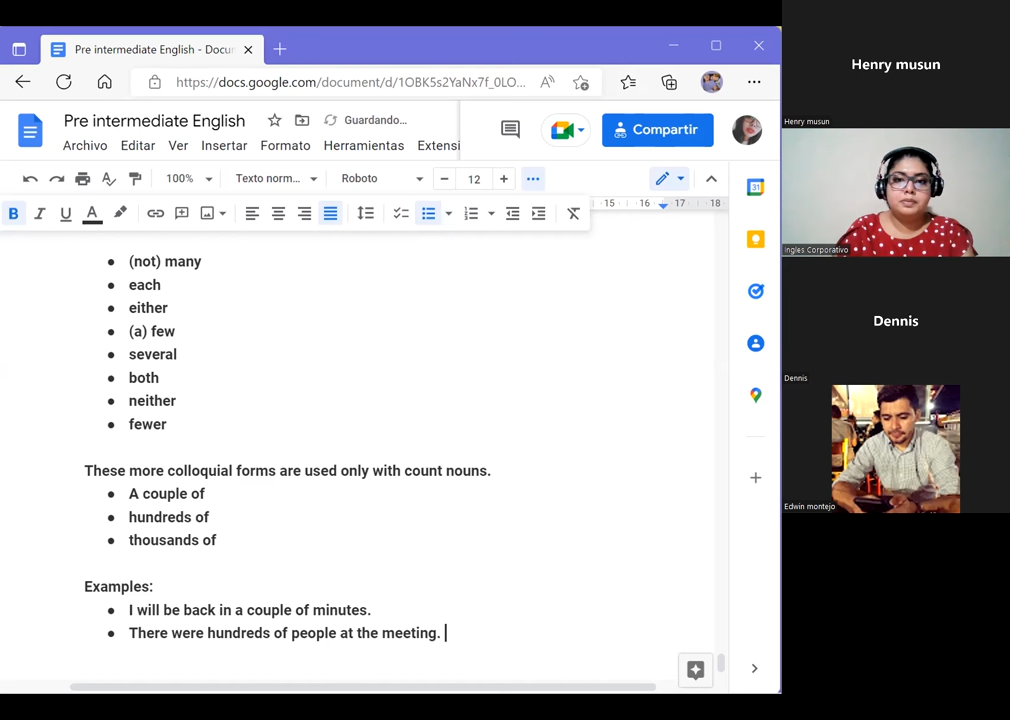 Pre intermediate English - Docun
https://docs.google.com/document/d/1OBK5s2YaNx7f_0LO...
Pre intermediate English
Guardando...
Archivo Editar Ver Insertar Formato Herramientas Extensi
Compartir
100% Texto norm... Roboto 12
15 16 17 18
(not) many
each
either
(a) few
several
both
neither
fewer
These more colloquial forms are used only with count nouns.
A couple of
hundreds of
thousands of
Examples:
I will be back in a couple of minutes.
There were hundreds of people at the meeting.
Henry musun
Henry musun
Ingles Corporativo
Dennis
Dennis
Edwin montejo